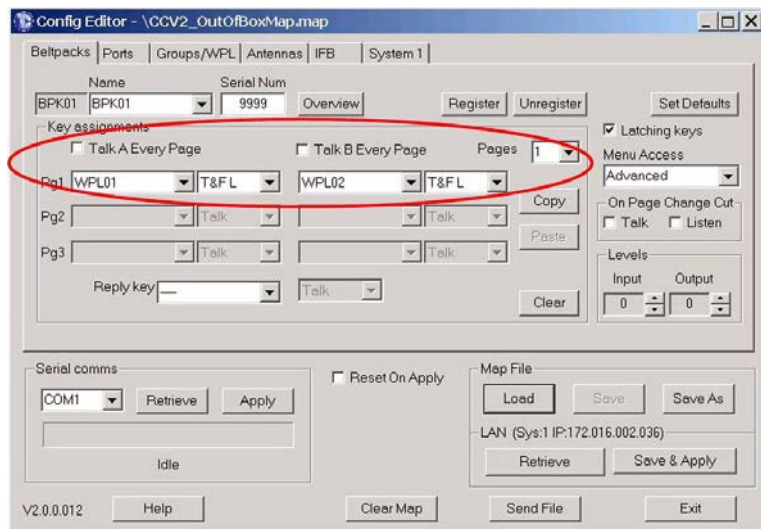 Config Editor - \CCV2_OutOfBoxMap.map
Beltpacks Ports Groups/WPL Antennas IFB System 1
Name Serial Num
BPK01 BPK01 9999 Overview Register Unregister Set Defaults
Key assignments
Talk A Every Page Talk B Every Page Pages 1
Latching keys
Menu Access
Advanced
Pg1 WPL01 T&F L WPL02 T&F L
Copy
On Page Change Cut
Talk Listen
Pg2 Talk Talk
Paste
Pg3 Talk Talk
Levels
Input Output
0 0
Reply key --- Talk
Clear
Serial comms
COM1 Retrieve Apply
Idle
Reset On Apply
Map File
Load Save Save As
LAN (Sys:1 IP:172.016.002.036)
Retrieve Save & Apply
V2.0.0.012 Help Clear Map Send File Exit